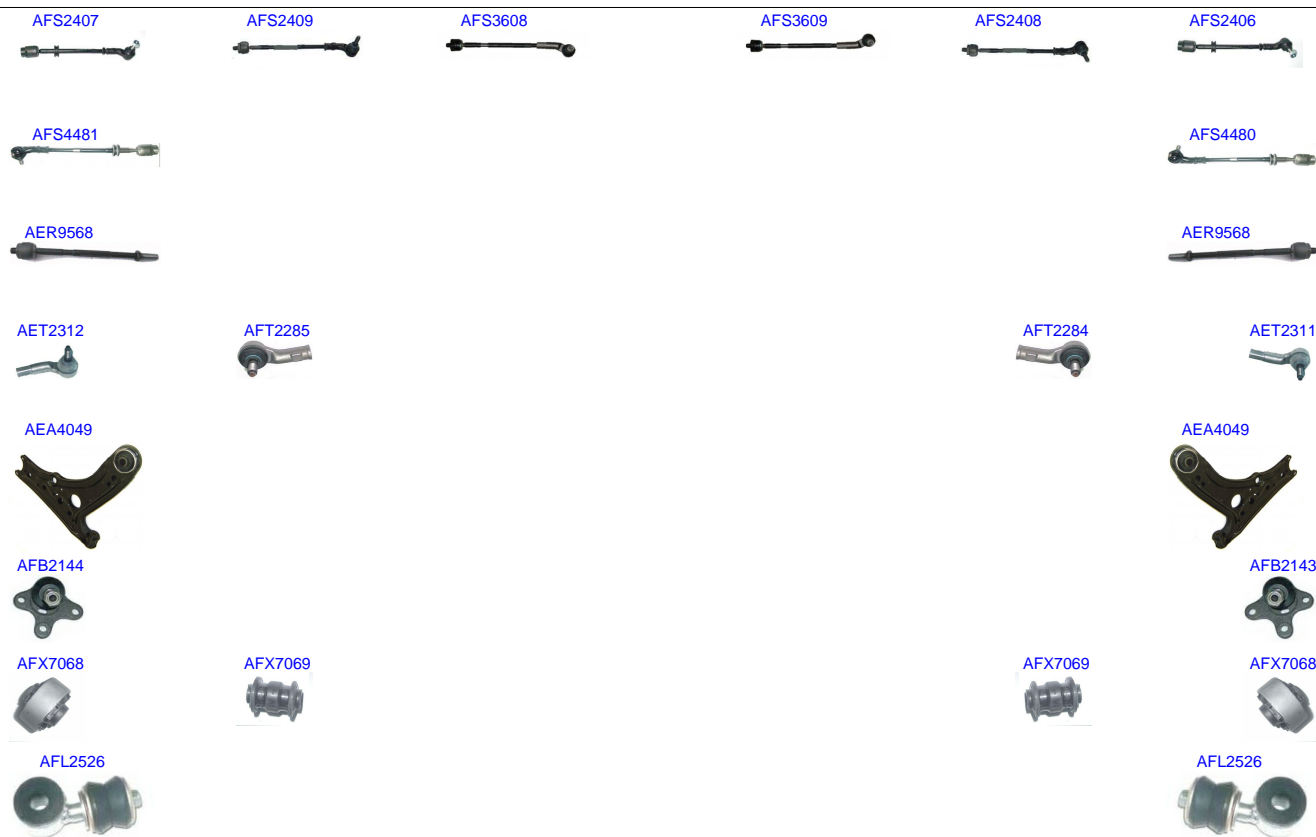 AFS2407 AFS2409 AFS3608 AFS3609 AFS2408 AFS2406
AFS4481 AFS4480
AER9568 AER9568
AET2312 AFT2285 AFT2284 AET2311
AEA4049 AEA4049
AFB2144 AFB2143
AFX7068 AFX7069 AFX7069 AFX7068
AFL2526 AFL2526